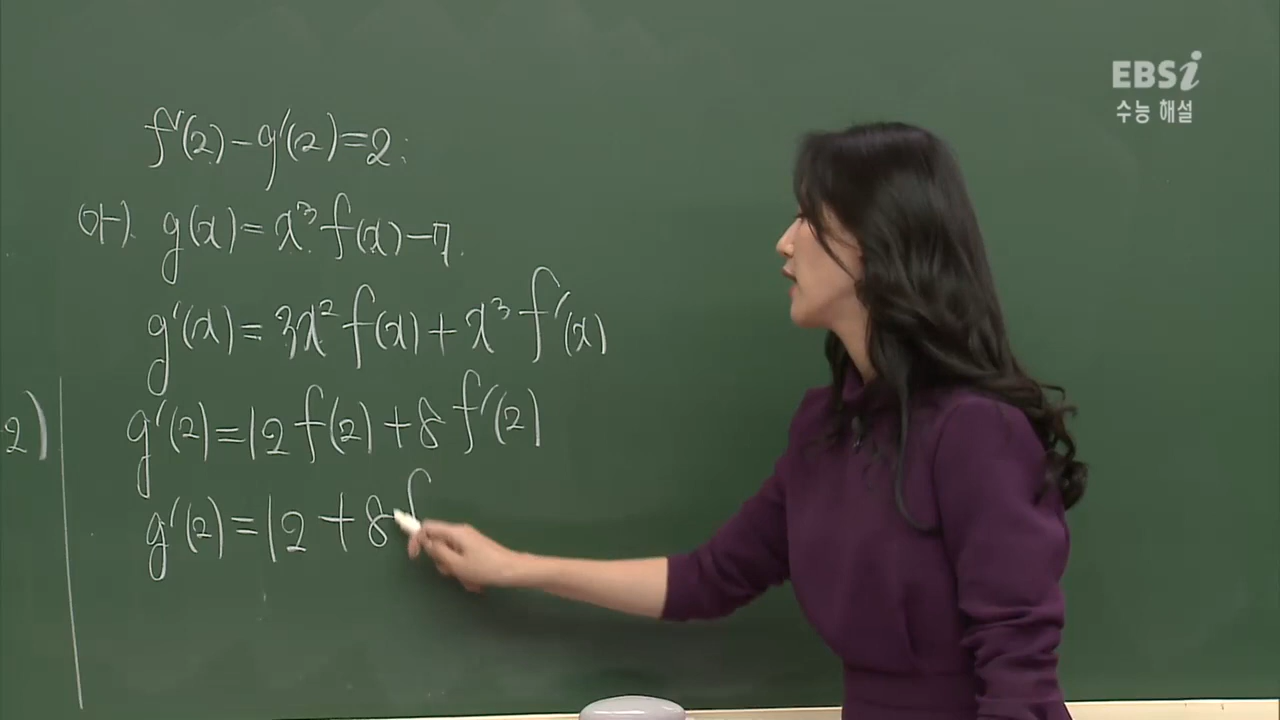 EBSi
수능 해설
f'(2)-g'(2)=2
(나) g(x)=x³f(x)-7.
g'(x)=3x²f(x)+x³f'(x)
2)
g'(2)=12f(2)+8f'(2)
g'(2)=12+8f